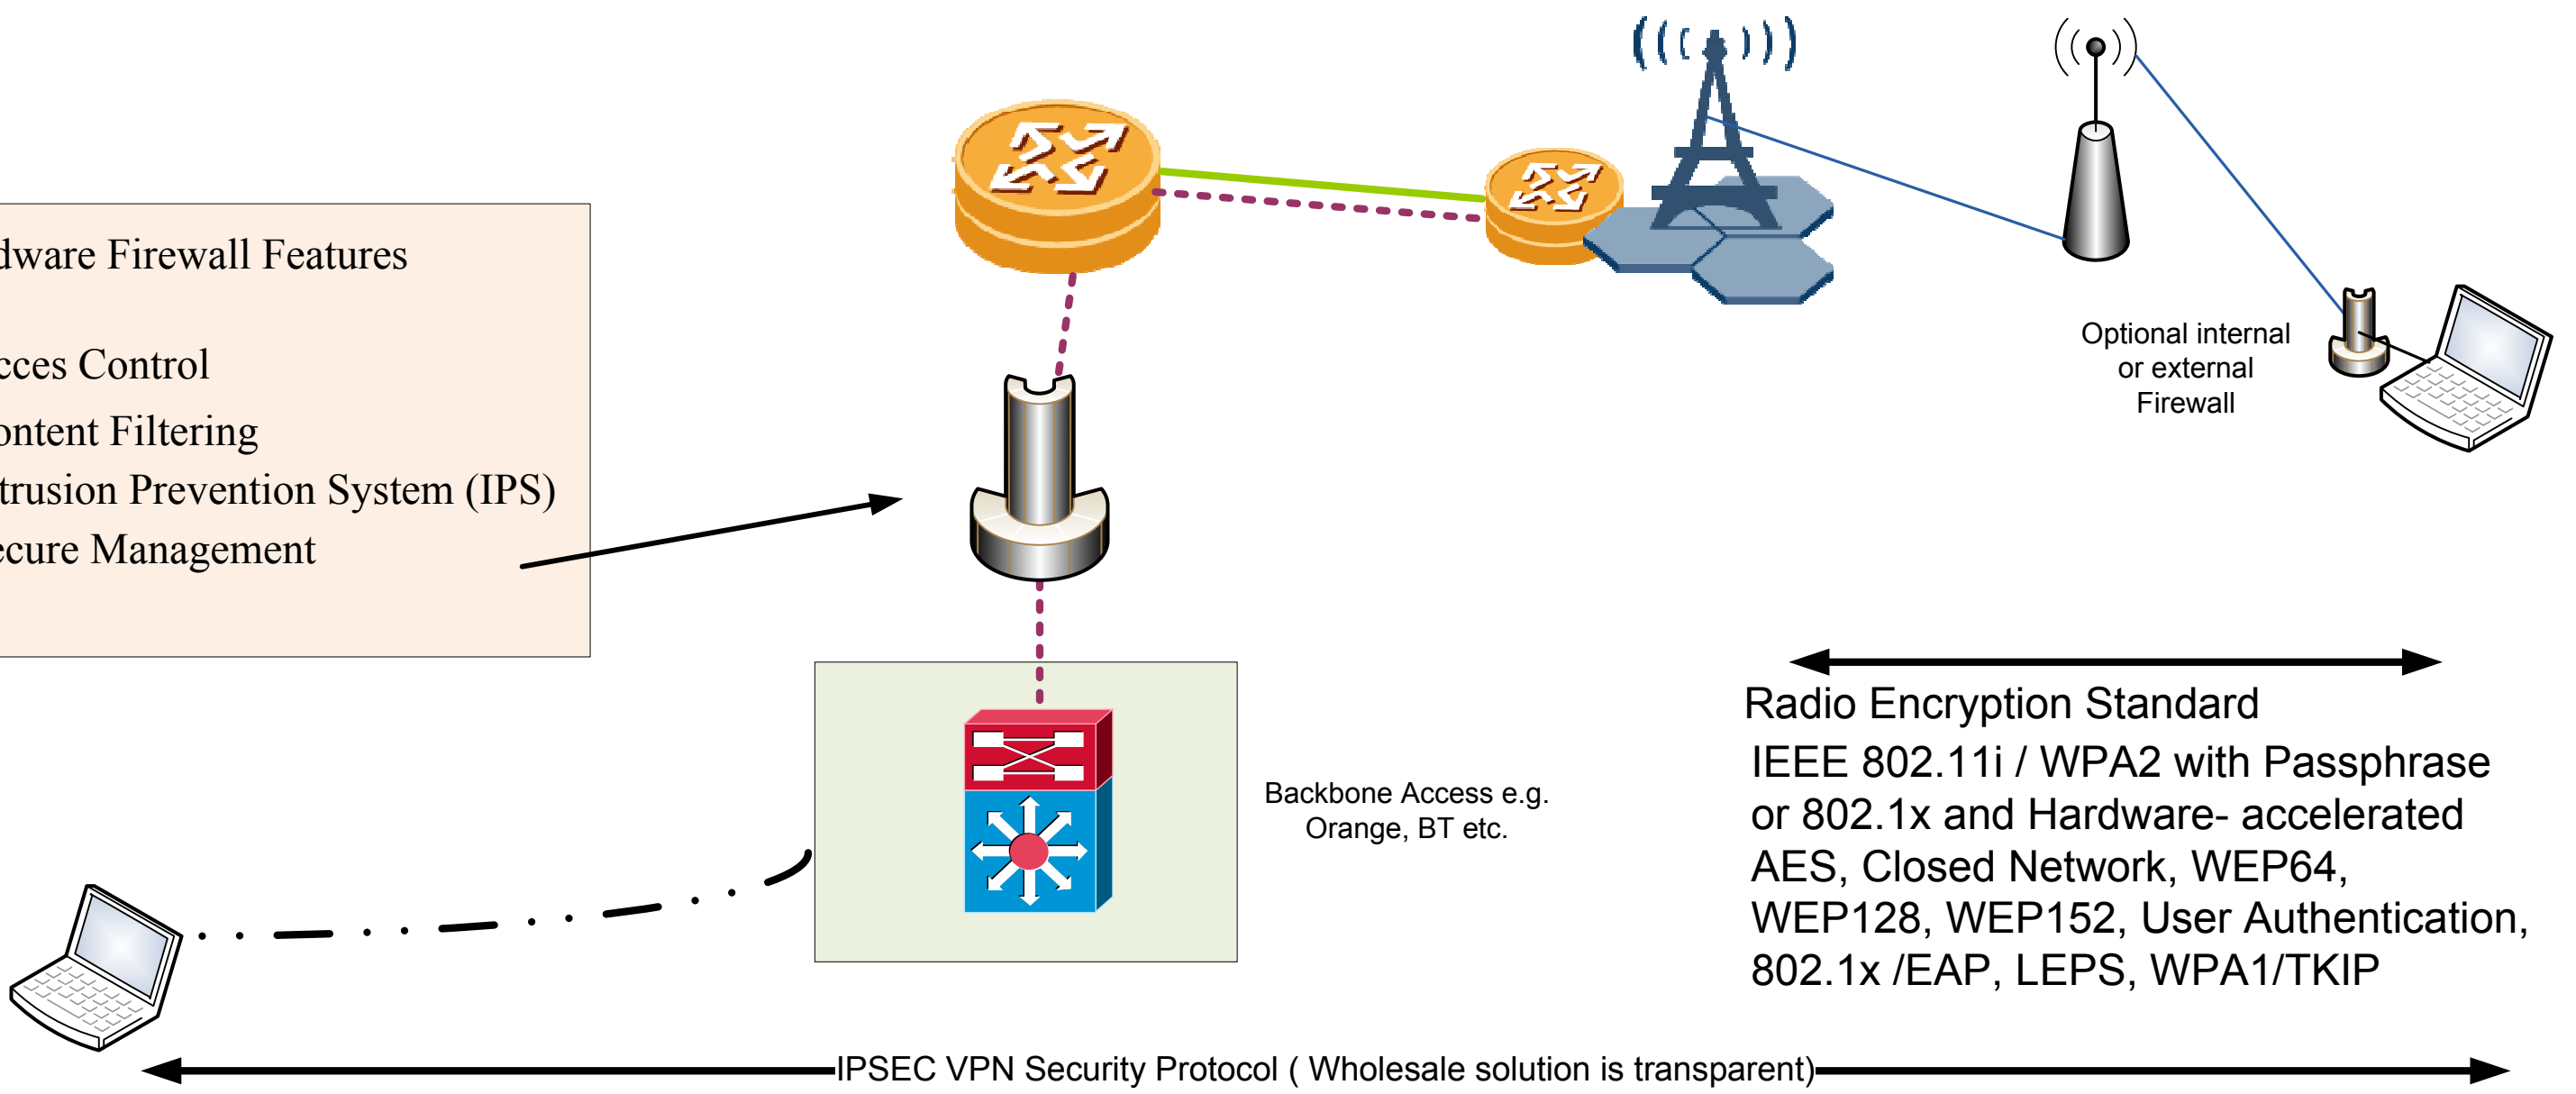 dware Firewall Features
cces Control
ontent Filtering
trusion Prevention System (IPS)
ecure Management
Optional internal
or external
Firewall
Backbone Access e.g.
Orange, BT etc.
Radio Encryption Standard
IEEE 802.11i / WPA2 with Passphrase
or 802.1x and Hardware- accelerated
AES, Closed Network, WEP64,
WEP128, WEP152, User Authentication,
802.1x /EAP, LEPS, WPA1/TKIP
IPSEC VPN Security Protocol ( Wholesale solution is transparent)